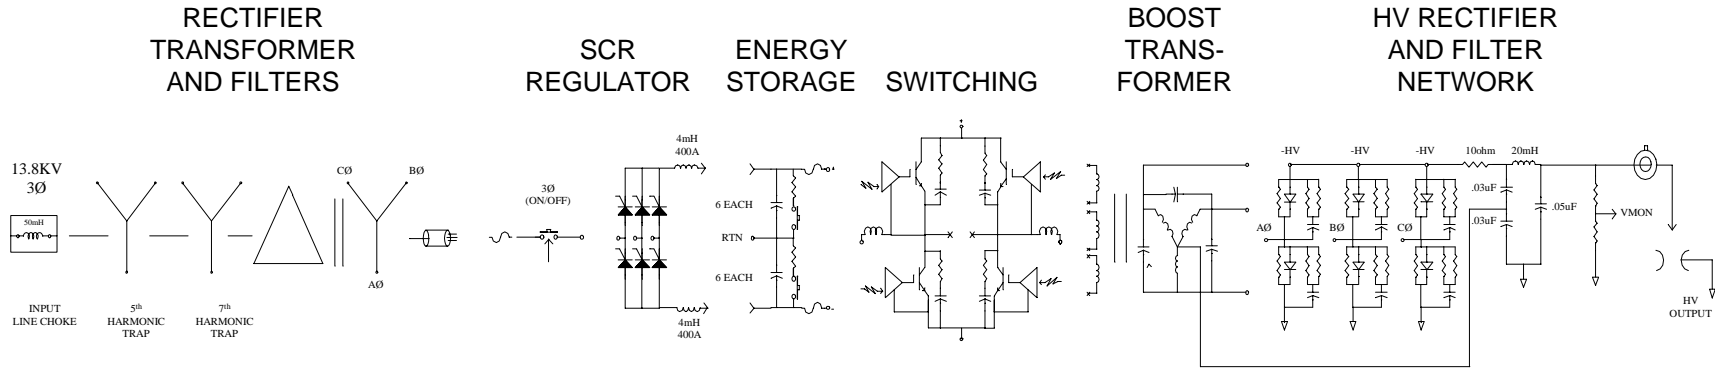 RECTIFIER
TRANSFORMER
AND FILTERS
SCR
REGULATOR
ENERGY
STORAGE
SWITCHING
BOOST
TRANS-
FORMER
HV RECTIFIER
AND FILTER
NETWORK
13.8KV
3Ø
50mH
INPUT
LINE CHOKE
5th
HARMONIC
TRAP
7th
HARMONIC
TRAP
CØ
BØ
AØ
3Ø
(ON/OFF)
4mH
400A
4mH
400A
6 EACH
RTN
6 EACH
+
-
+
-
-HV
-HV
-HV
AØ
BØ
CØ
10ohm
20mH
.03uF
.03uF
.05uF
VMON
HV
OUTPUT